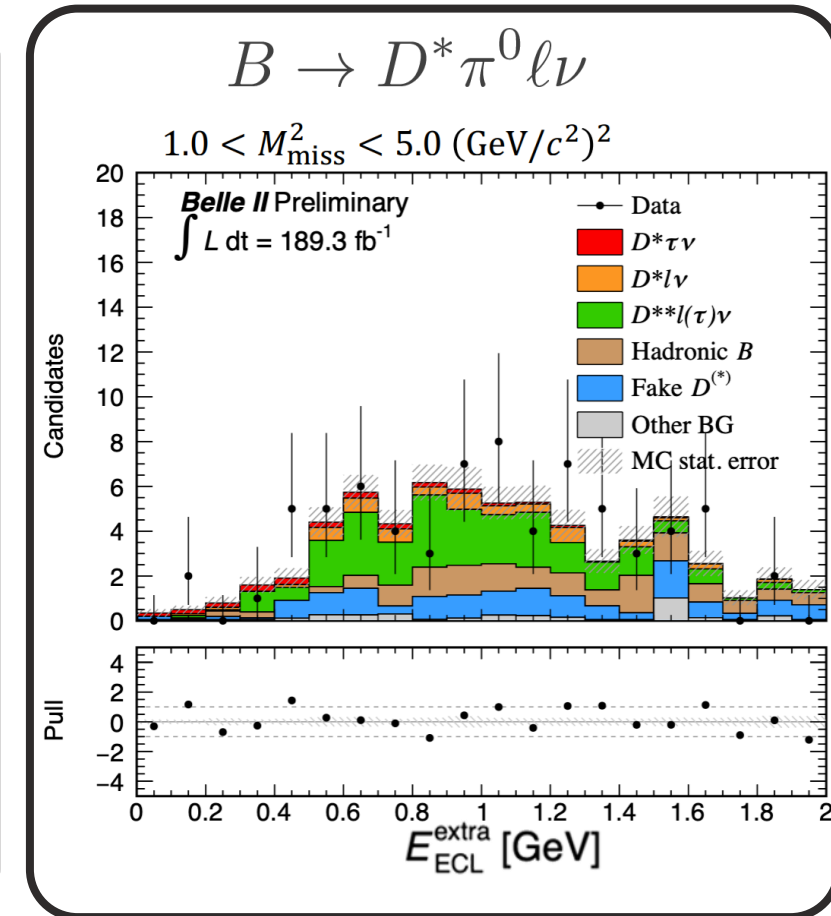 B → D*π⁰ℓν
1.0 < M²miss < 5.0 (GeV/c²)²
Belle II Preliminary
∫ L dt = 189.3 fb⁻¹
Data
D*τν
D*lν
D**l(τ)ν
Hadronic B
Fake D(*)
Other BG
MC stat. error
Candidates
20
18
16
14
12
10
8
6
4
2
0
Pull
4
2
0
−2
−4
0 0.2 0.4 0.6 0.8 1 1.2 1.4 1.6 1.8 2
E extra ECL [GeV]